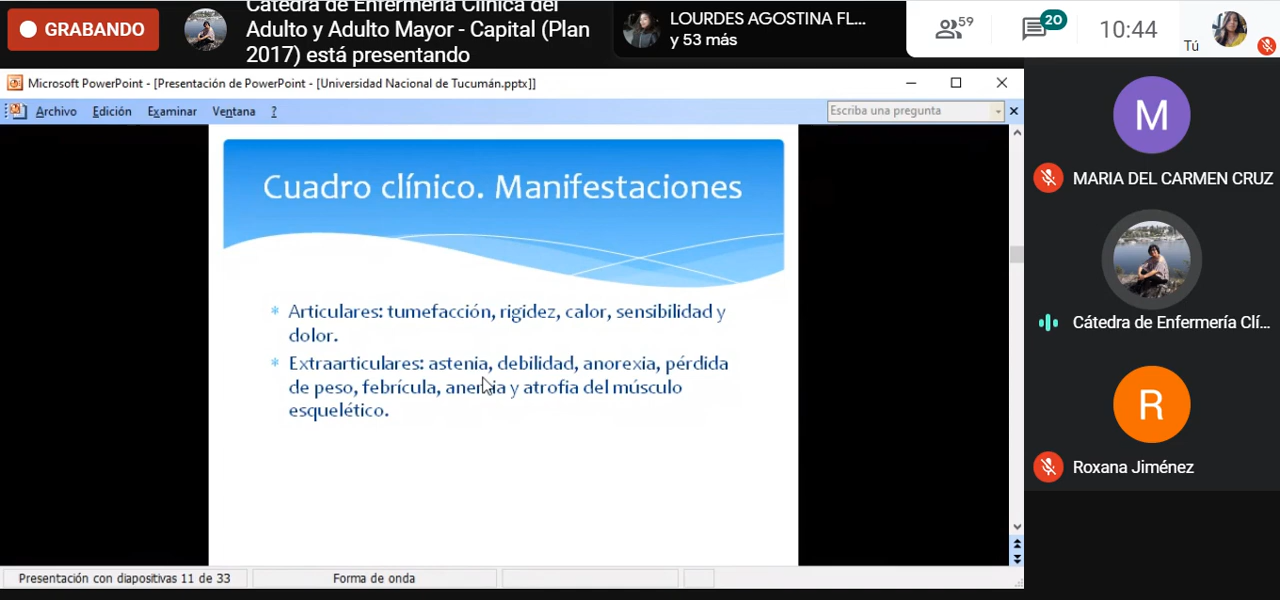 GRABANDO
Cátedra de Enfermería Clínica del
Adulto y Adulto Mayor - Capital (Plan
2017) está presentando
LOURDES AGOSTINA FL...
y 53 más
59
20
10:44
Tú
Microsoft PowerPoint - [Presentación de PowerPoint - [Universidad Nacional de Tucumán.pptx]]
Archivo Edición Examinar Ventana ?
Escriba una pregunta
Cuadro clínico. Manifestaciones
Articulares: tumefacción, rigidez, calor, sensibilidad y
dolor.
Extraarticulares: astenia, debilidad, anorexia, pérdida
de peso, febrícula, anemia y atrofia del músculo
esquelético.
M
MARIA DEL CARMEN CRUZ
Cátedra de Enfermería Clí...
R
Roxana Jiménez
Presentación con diapositivas 11 de 33
Forma de onda